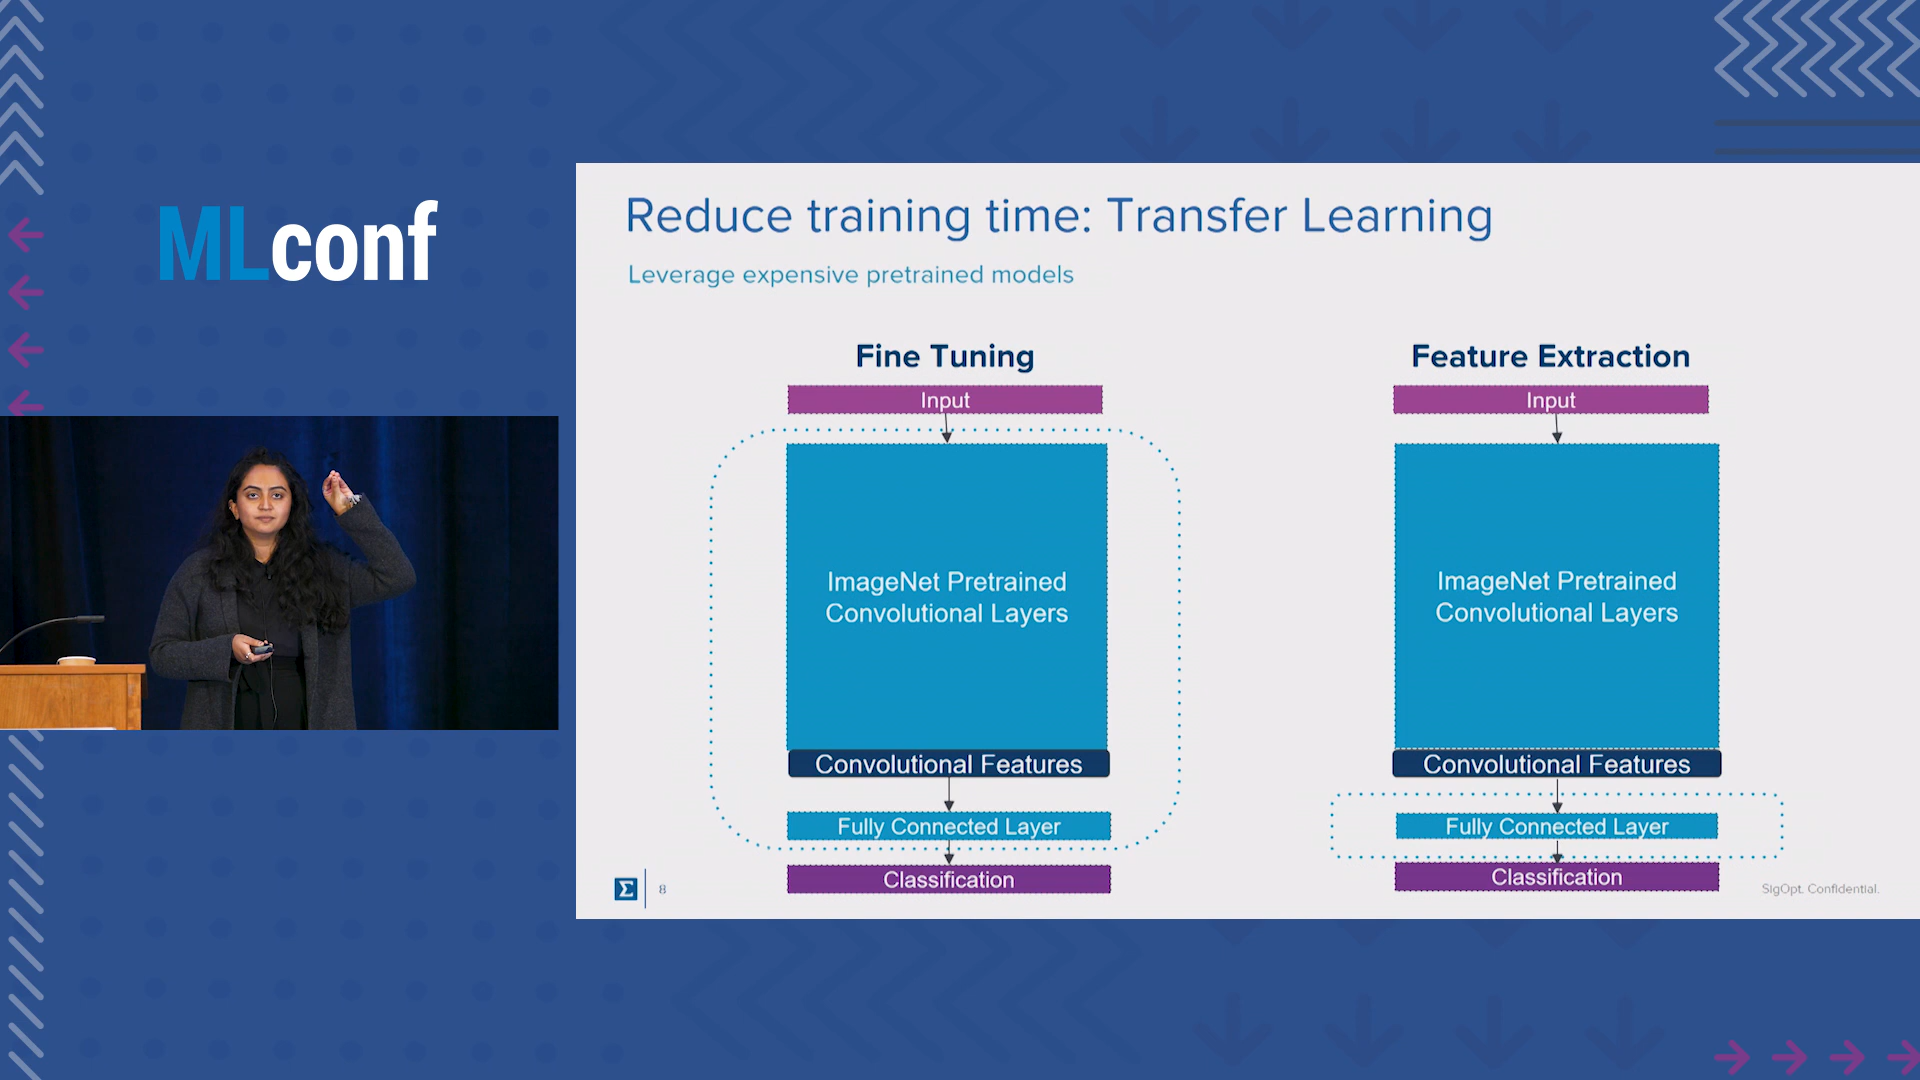 MLconf
Reduce training time: Transfer Learning
Leverage expensive pretrained models
Fine Tuning
Input
ImageNet Pretrained
Convolutional Layers
Convolutional Features
Fully Connected Layer
Classification
Feature Extraction
Input
ImageNet Pretrained
Convolutional Layers
Convolutional Features
Fully Connected Layer
Classification
Σ
8
SigOpt. Confidential.